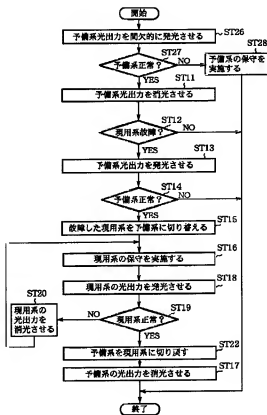 開始
予備系光出力を間欠的に発光させる
ST26
ST27
予備系正常?
NO
ST28
予備系の保守を
実施する
YES
ST11
予備系光出力を消光させる
ST12
現用系故障?
NO
YES
ST13
予備系光出力を発光させる
ST14
予備系正常?
NO
YES
ST15
故障した現用系を予備系に切り替える
ST16
現用系の保守を実施する
ST18
現用系の光出力を発光させる
ST19
現用系正常?
NO
ST20
現用系の
光出力を
消光させる
YES
ST22
予備系を現用系に切り戻す
ST17
予備系の光出力を消光させる
終了